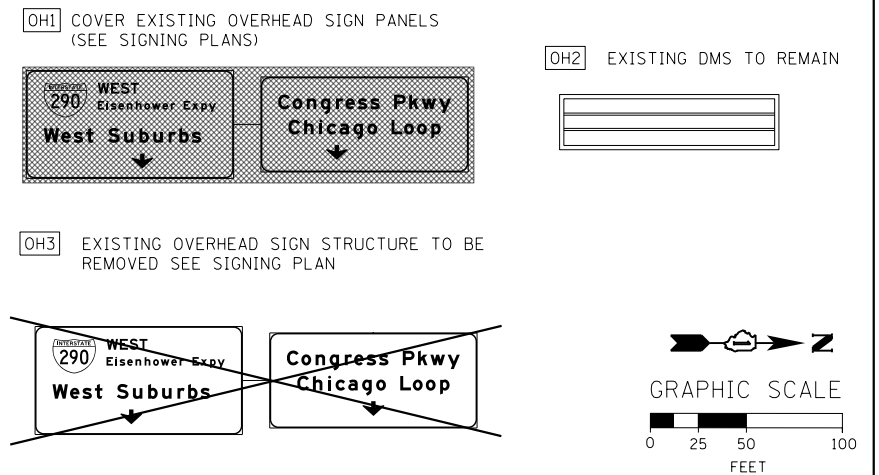 OH1 COVER EXISTING OVERHEAD SIGN PANELS
(SEE SIGNING PLANS)
INTERSTATE
290
WEST
Eisenhower Expy
West Suburbs
Congress Pkwy
Chicago Loop
OH2 EXISTING DMS TO REMAIN
OH3 EXISTING OVERHEAD SIGN STRUCTURE TO BE
REMOVED SEE SIGNING PLAN
INTERSTATE
290
WEST
Eisenhower Expy
West Suburbs
Congress Pkwy
Chicago Loop
N
GRAPHIC SCALE
0 25 50 100
FEET